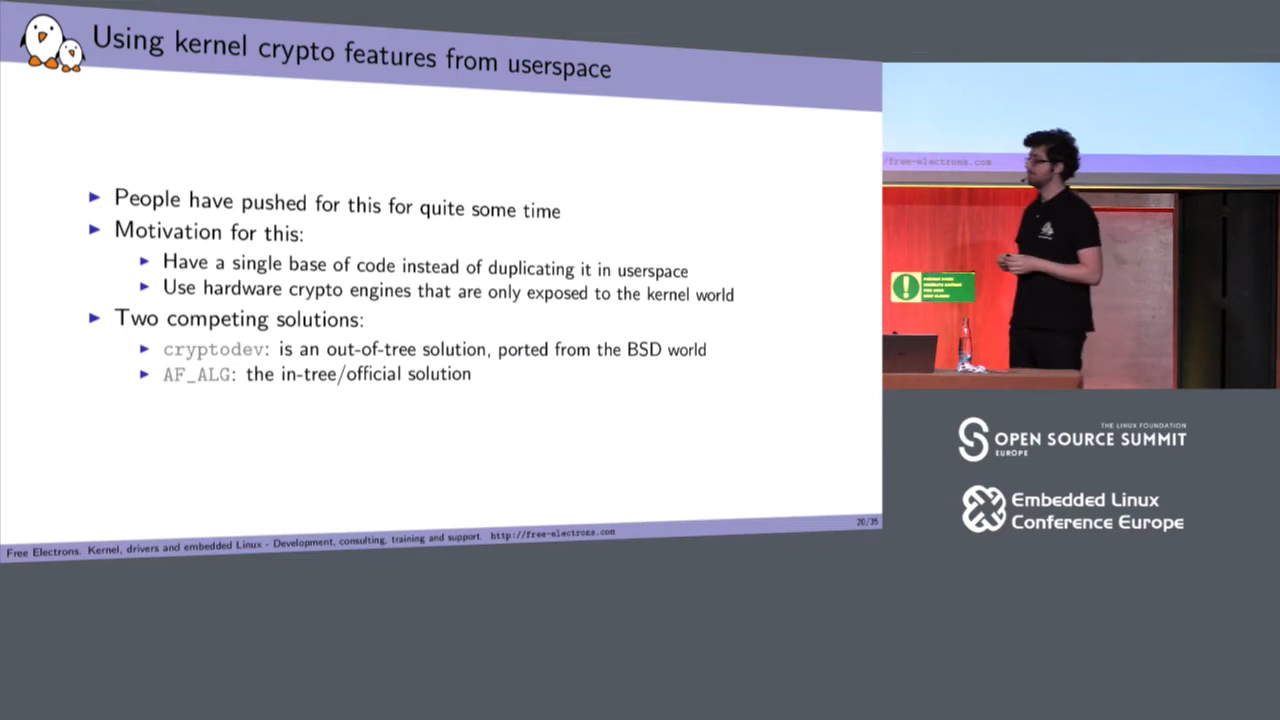 Using kernel crypto features from userspace
▶ People have pushed for this for quite some time
▶ Motivation for this:
▶ Have a single base of code instead of duplicating it in userspace
▶ Use hardware crypto engines that are only exposed to the kernel world
▶ Two competing solutions:
▶ cryptodev: is an out-of-tree solution, ported from the BSD world
▶ AF_ALG: the in-tree/official solution
20/35
Free Electrons. Kernel, drivers and embedded Linux - Development, consulting, training and support. http://free-electrons.com
/free-electrons.com
THE LINUX FOUNDATION
OPEN SOURCE SUMMIT
EUROPE
Embedded Linux
Conference Europe